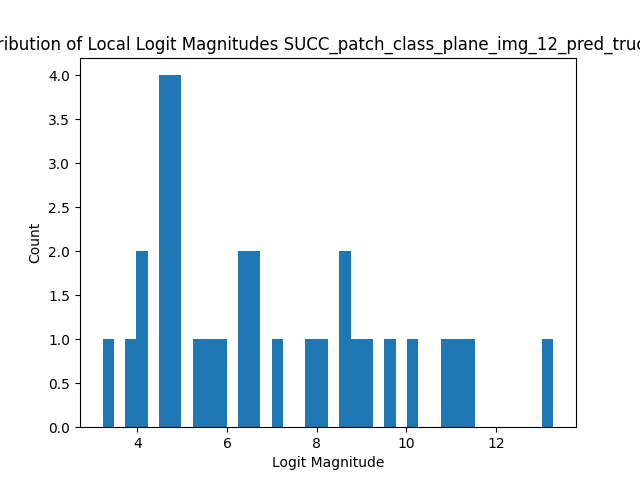 ribution of Local Logit Magnitudes SUCC_patch_class_plane_img_12_pred_truc
4.0
3.5
3.0
2.5
2.0
1.5
1.0
0.5
0.0
Count
4 6 8 10 12
Logit Magnitude